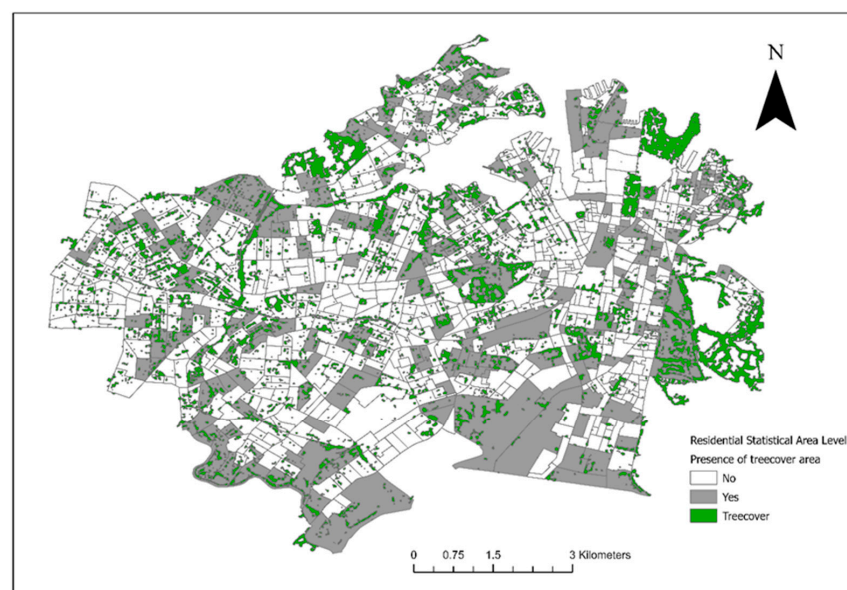 N
Residential Statistical Area Level
Presence of treecover area
No
Yes
Treecover
0 0.75 1.5 3 Kilometers